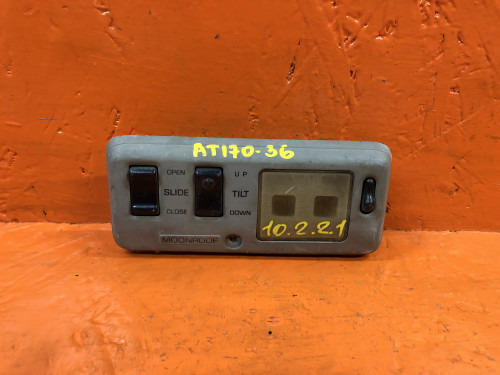 AT170-36
OPEN UP
SLIDE TILT
CLOSE DOWN
10.2.2.1
MOONROOF